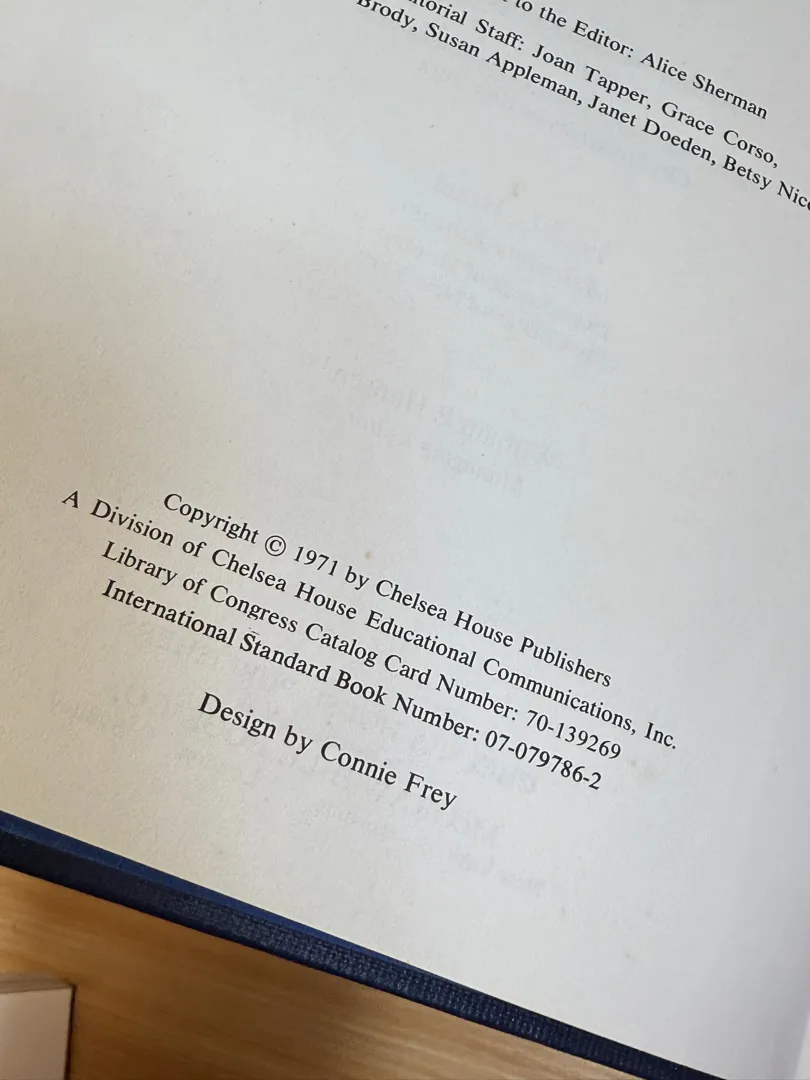 to the Editor: Alice Sherman
Staff: Joan Tapper, Grace Corso,
Brody, Susan Appleman, Janet Doeden, Betsy
Copyright © 1971 by Chelsea House Publishers
A Division of Chelsea House Educational Communications, Inc.
Library of Congress Catalog Card Number: 70-139269
International Standard Book Number: 07-079786-2
Design by Connie Frey